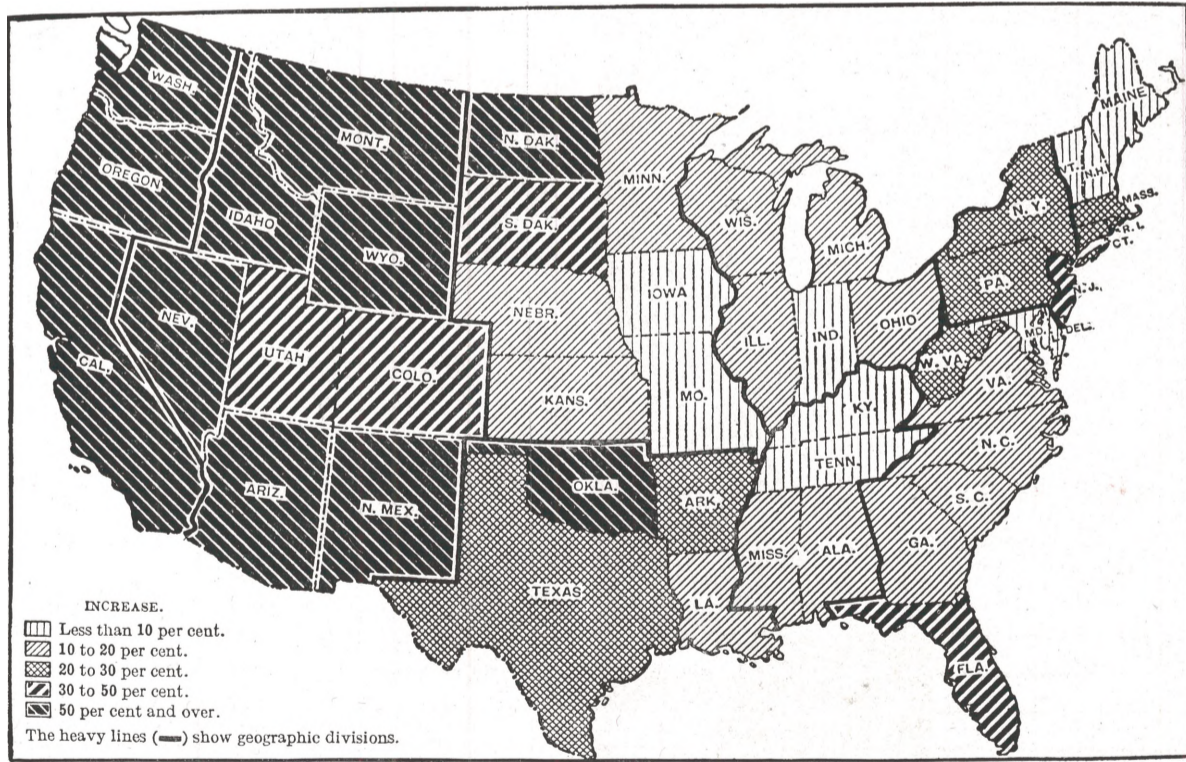 WASH.
OREGON
CAL.
NEV.
IDAHO
MONT.
WYO.
UTAH
COLO.
ARIZ.
N. MEX.
N. DAK.
S. DAK.
NEBR.
KANS.
OKLA.
TEXAS
MINN.
IOWA
MO.
ARK.
LA.
WIS.
ILL.
MICH.
IND.
OHIO
KY.
TENN.
MISS.
ALA.
GA.
FLA.
S. C.
N. C.
VA.
W. VA.
MD.
DEL.
PA.
N. J.
N. Y.
CT.
R. I.
MASS.
VT.
N.H.
MAINE
INCREASE.
Less than 10 per cent.
10 to 20 per cent.
20 to 30 per cent.
30 to 50 per cent.
50 per cent and over.
The heavy lines ( ) show geographic divisions.